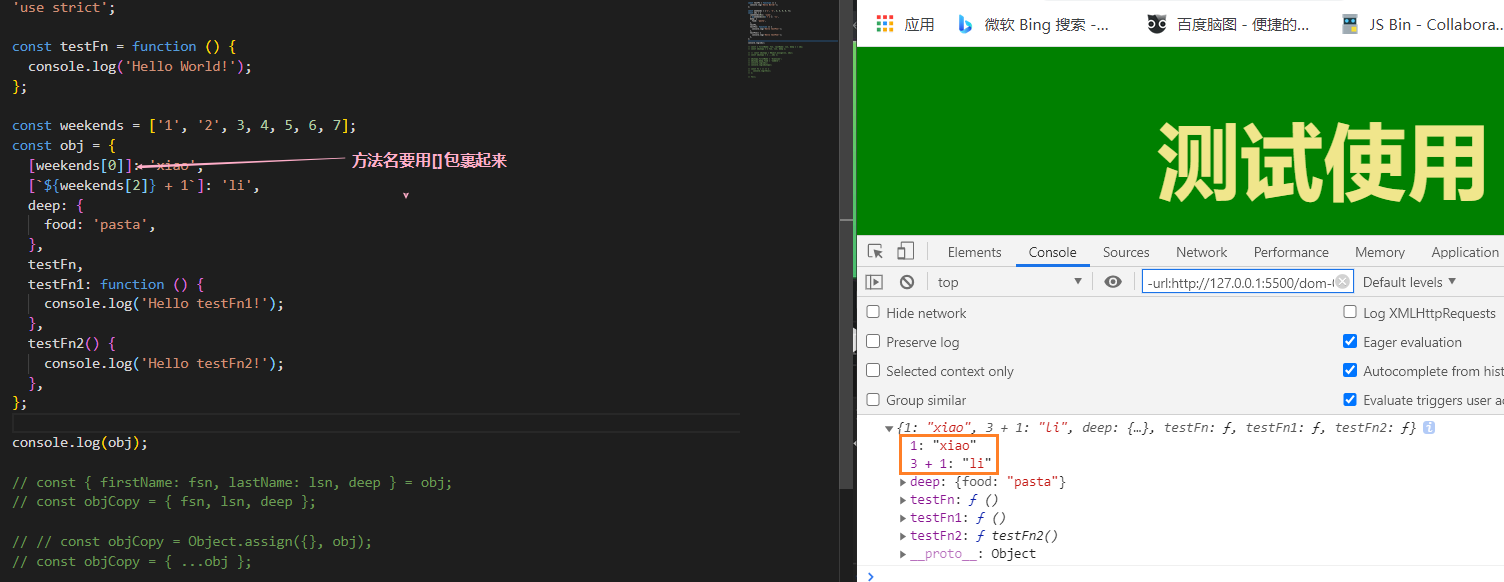 'use strict';
const testFn = function () {
console.log('Hello World!');
};
const weekends = ['1', '2', 3, 4, 5, 6, 7];
const obj = {
[weekends[0]]: 'xiao',
方法名要用[]包裹起来
[`${weekends[2]} + 1`]: 'li',
deep: {
food: 'pasta',
},
testFn,
testFn1: function () {
console.log('Hello testFn1!');
},
testFn2() {
console.log('Hello testFn2!');
},
};
console.log(obj);
// const { firstName: fsn, lastName: lsn, deep } = obj;
// const objCopy = { fsn, lsn, deep };
// // const objCopy = Object.assign({}, obj);
// const objCopy = { ...obj };
应用 微软 Bing 搜索 -... 百度脑图 - 便捷的... JS Bin - Collabora...
测试使用
Elements Console Sources Network Performance Memory Application
top -url:http://127.0.0.1:5500/dom- Default levels ▼
Hide network Log XMLHttpRequests
Preserve log Eager evaluation
Selected context only Autocomplete from hist
Group similar Evaluate triggers user a
{1: "xiao", 3 + 1: "li", deep: {…}, testFn: ƒ, testFn1: ƒ, testFn2: ƒ}
1: "xiao"
3 + 1: "li"
deep: {food: "pasta"}
testFn: ƒ ()
testFn1: ƒ ()
testFn2: ƒ testFn2()
__proto__: Object